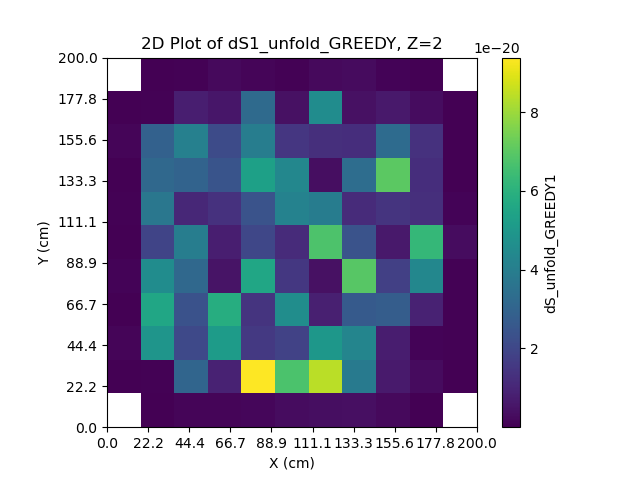 2D Plot of dS1_unfold_GREEDY, Z=2
1e−20
200.0
177.8
155.6
133.3
111.1
88.9
66.7
44.4
22.2
0.0
Y (cm)
0.0 22.2 44.4 66.7 88.9 111.1 133.3 155.6 177.8 200.0
X (cm)
8
6
4
2
dS_unfold_GREEDY1